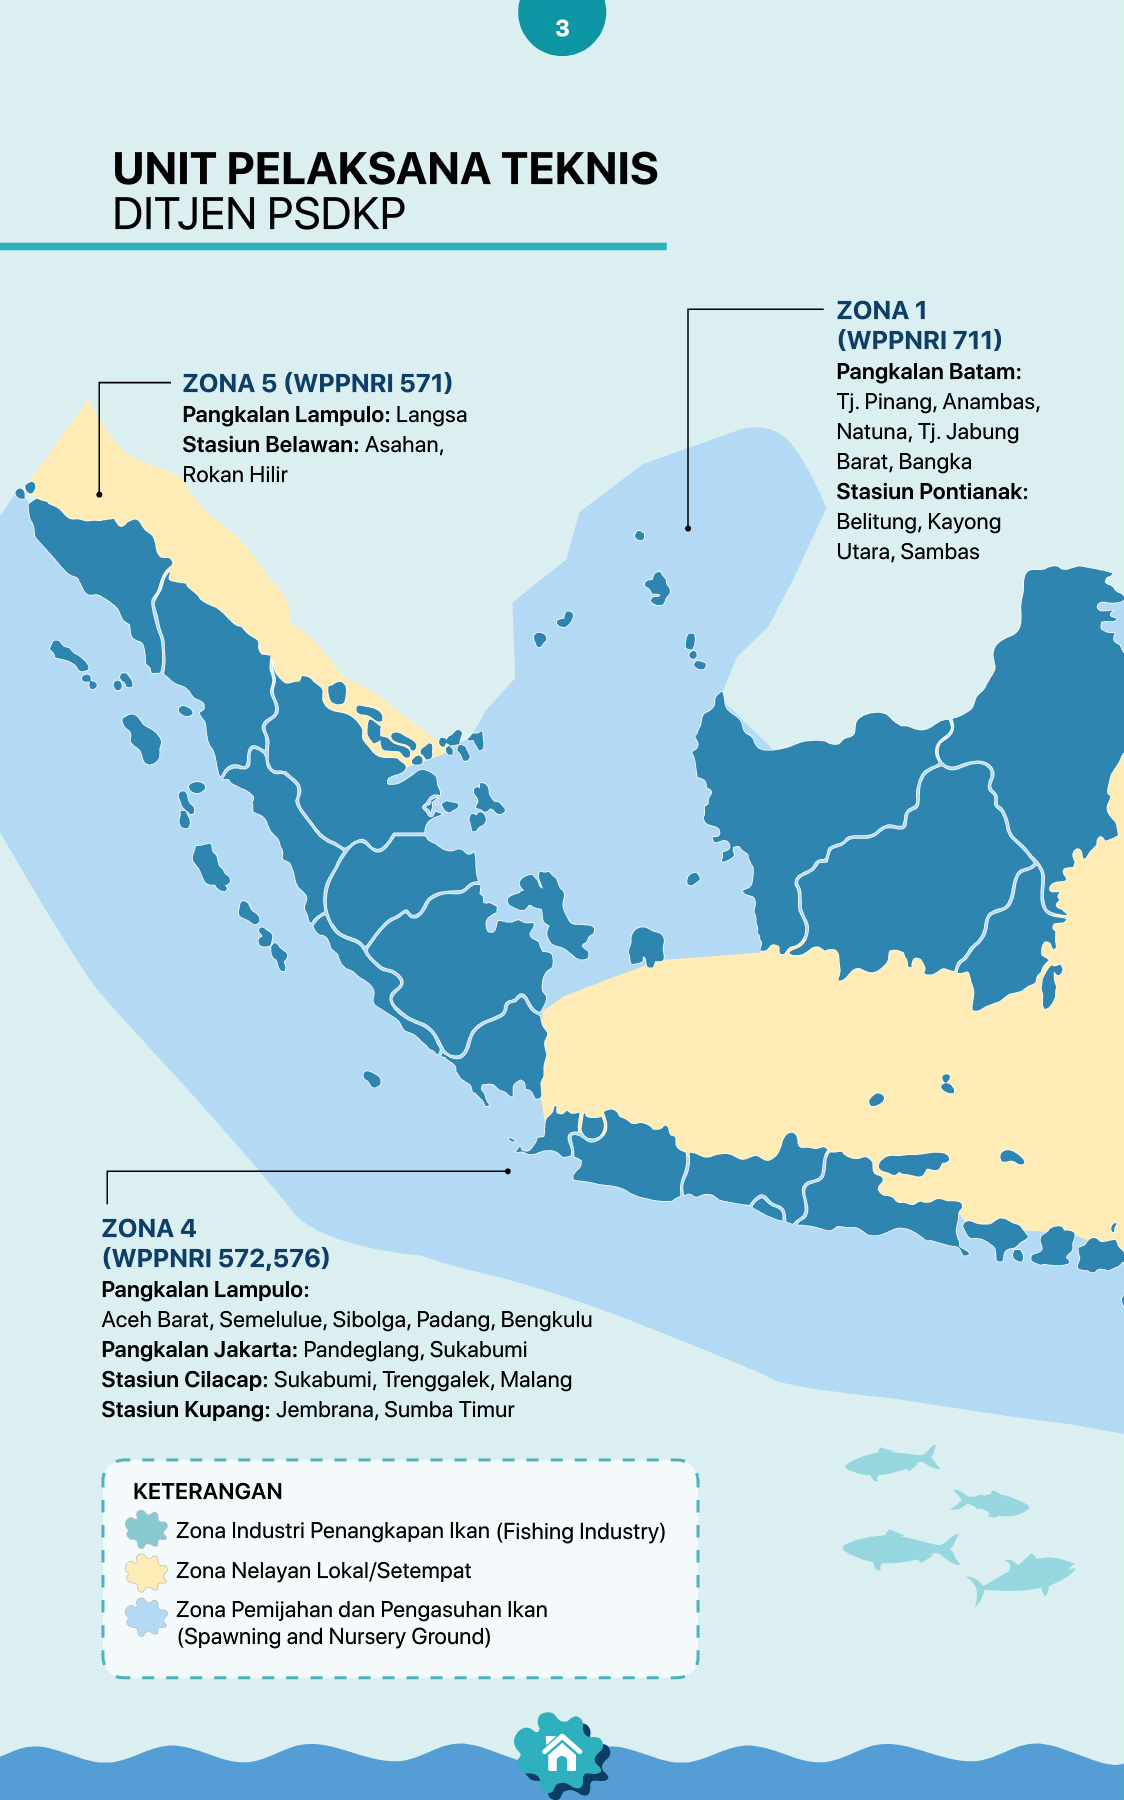 3
UNIT PELAKSANA TEKNIS
DITJEN PSDKP
ZONA 1
(WPPNRI 711)
Pangkalan Batam:
Tj. Pinang, Anambas,
Natuna, Tj. Jabung
Barat, Bangka
Stasiun Pontianak:
Belitung, Kayong
Utara, Sambas
ZONA 5 (WPPNRI 571)
Pangkalan Lampulo: Langsa
Stasiun Belawan: Asahan,
Rokan Hilir
ZONA 4
(WPPNRI 572,576)
Pangkalan Lampulo:
Aceh Barat, Semelulue, Sibolga, Padang, Bengkulu
Pangkalan Jakarta: Pandeglang, Sukabumi
Stasiun Cilacap: Sukabumi, Trenggalek, Malang
Stasiun Kupang: Jembrana, Sumba Timur
KETERANGAN
Zona Industri Penangkapan Ikan (Fishing Industry)
Zona Nelayan Lokal/Setempat
Zona Pemijahan dan Pengasuhan Ikan
(Spawning and Nursery Ground)